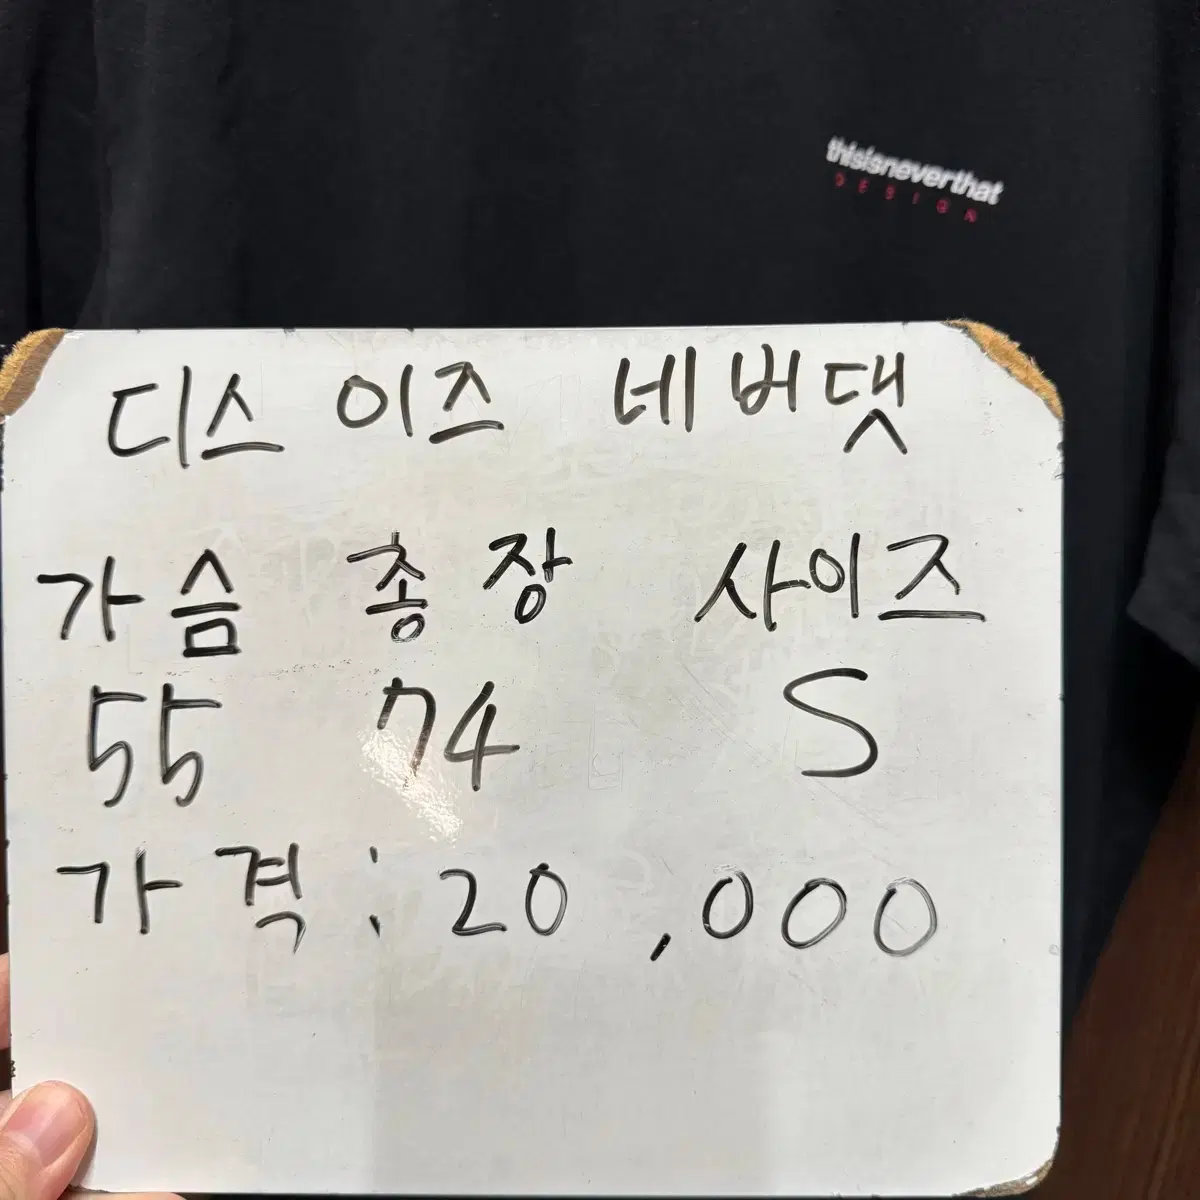 thisisneverthat
DESIGN
디스 이즈 네버댓
가슴 총장 사이즈
55 74 S
가격 : 20,000